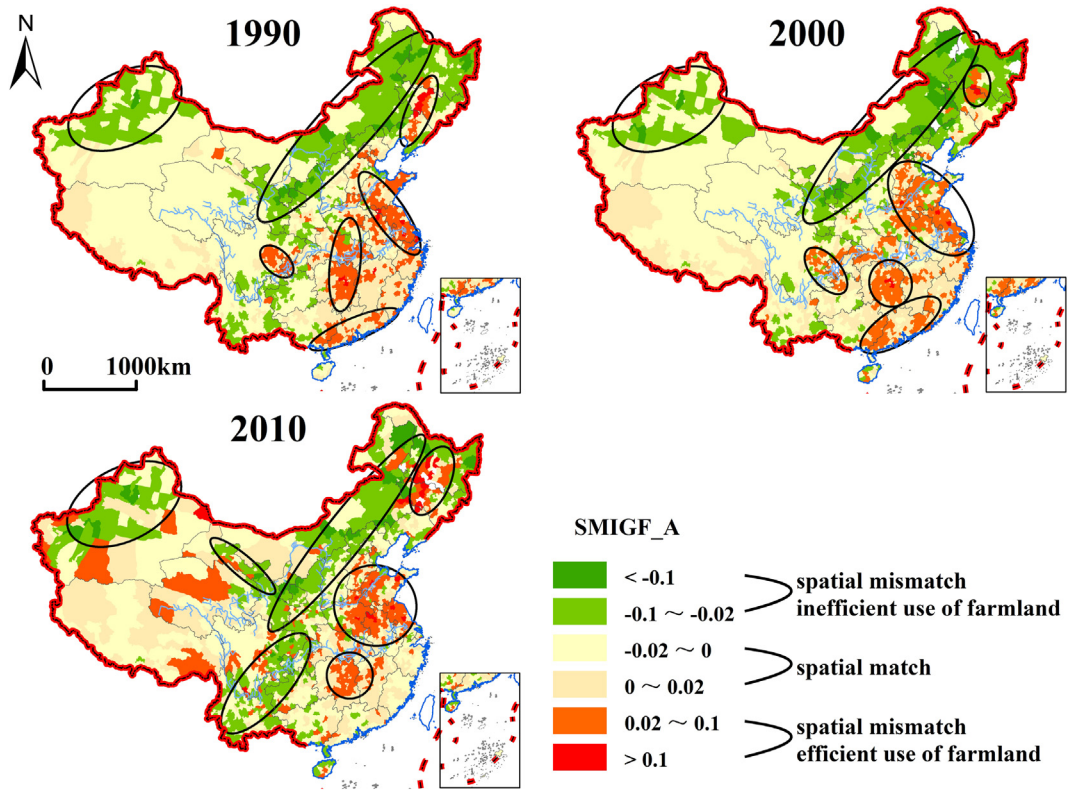 N
1990
2000
0 1000km
2010
SMIGF_A
< -0.1
-0.1 ~ -0.02
spatial mismatch
inefficient use of farmland
-0.02 ~ 0
0 ~ 0.02
spatial match
0.02 ~ 0.1
> 0.1
spatial mismatch
efficient use of farmland